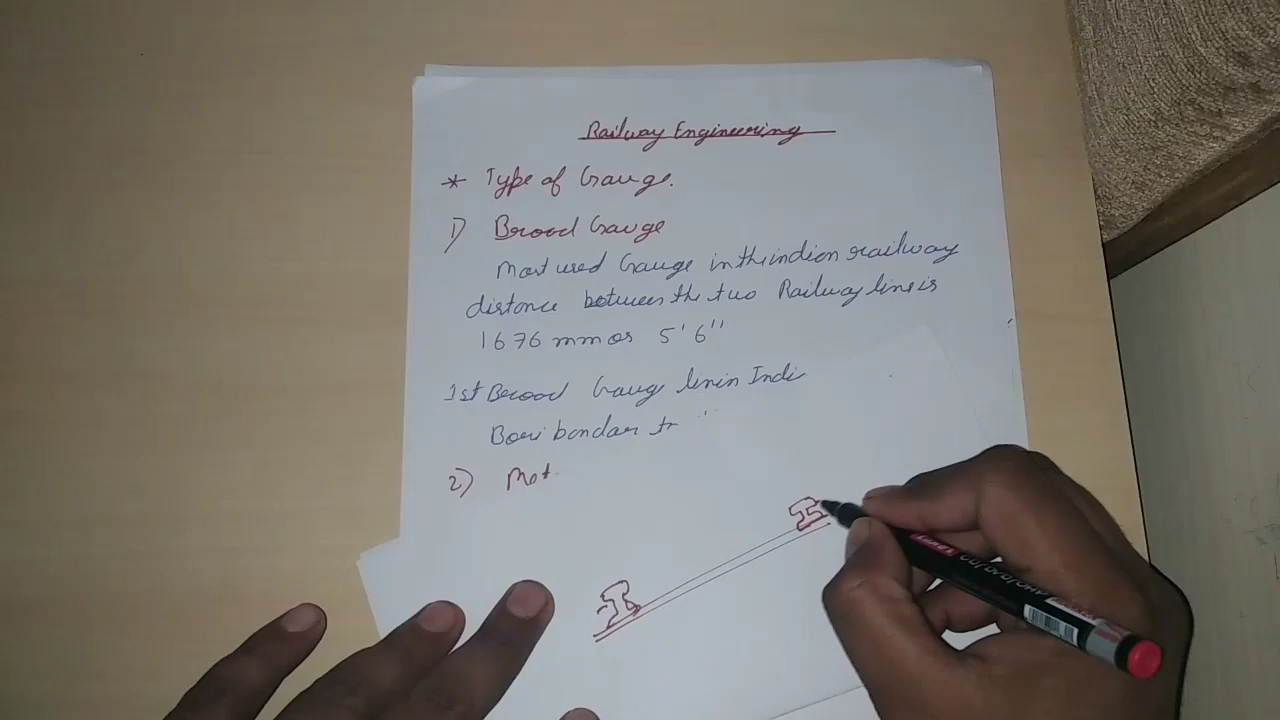 Railway Engineering
* Type of Gauge.
1) Broad Gauge
Most used Gauge in the indian railway
distance between the two Railway line is
1676 mm or 5'6"
1st Broad Gauge line in Indi
Bori bandar to
2) Met